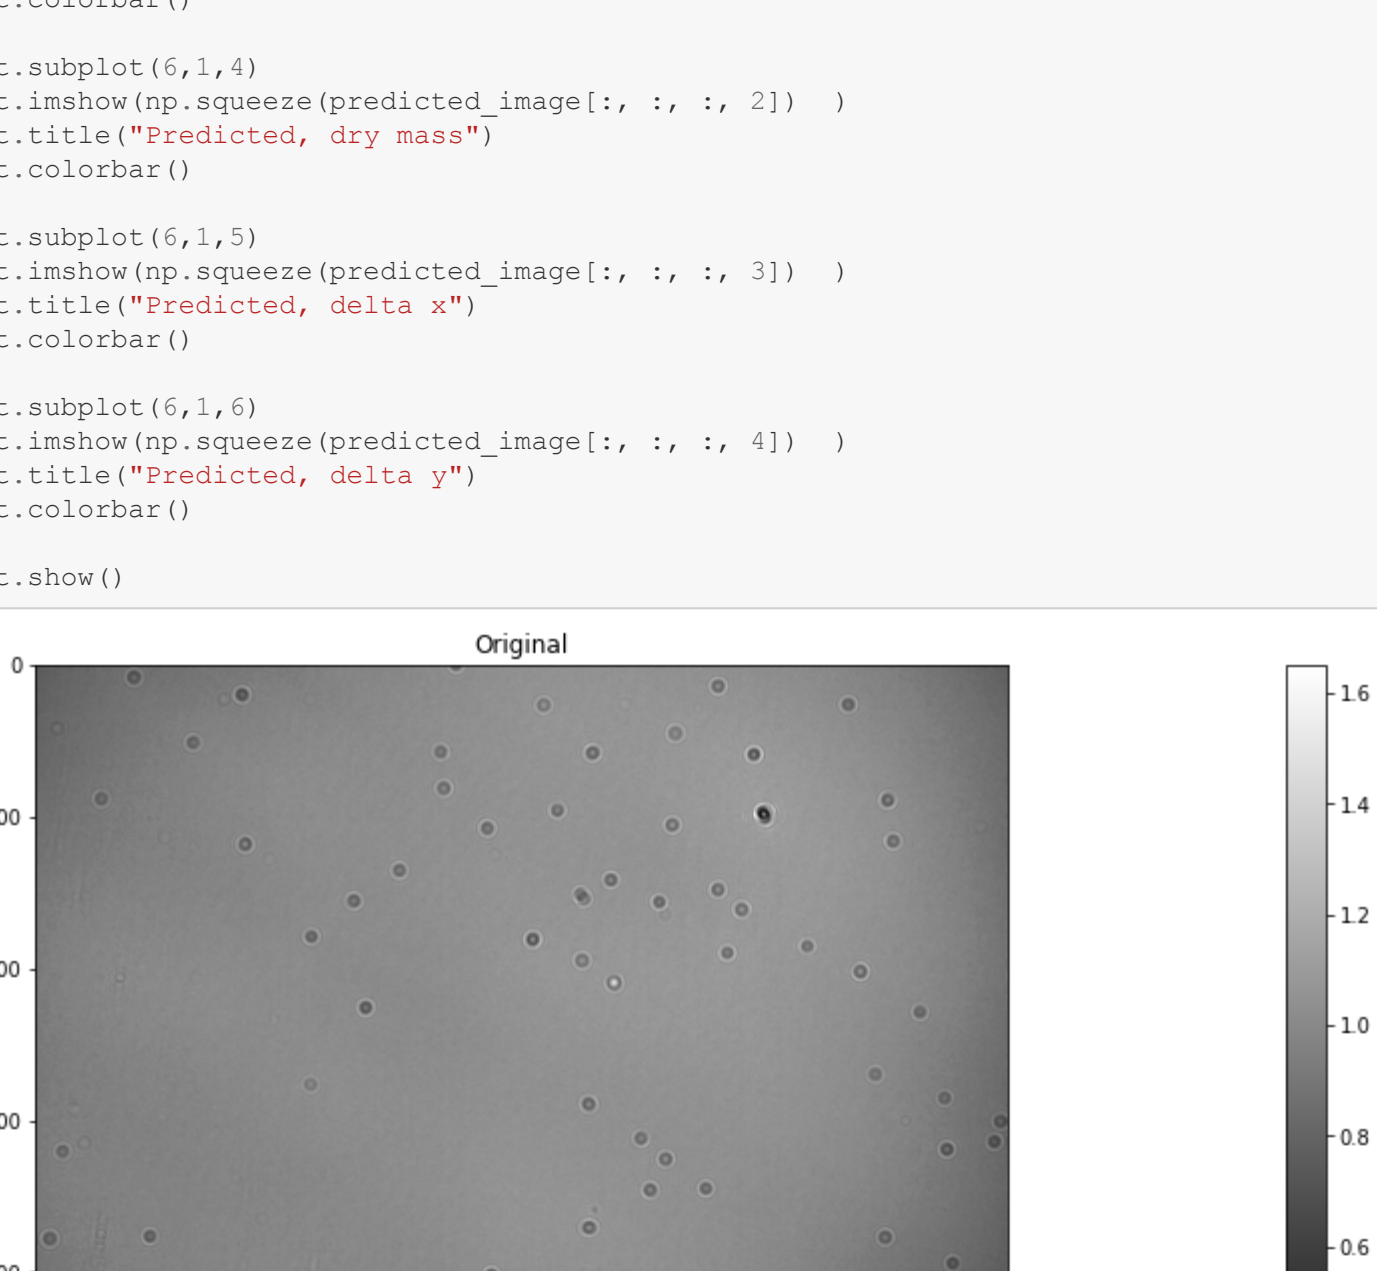 t.colorbar()
t.subplot(6,1,4)
t.imshow(np.squeeze(predicted_image[:, :, :, 2])  )
t.title("Predicted, dry mass")
t.colorbar()
t.subplot(6,1,5)
t.imshow(np.squeeze(predicted_image[:, :, :, 3])  )
t.title("Predicted, delta x")
t.colorbar()
t.subplot(6,1,6)
t.imshow(np.squeeze(predicted_image[:, :, :, 4])  )
t.title("Predicted, delta y")
t.colorbar()
t.show()
Original
0
1.6
1.4
00
1.2
00
1.0
00
0.8
0.6
00